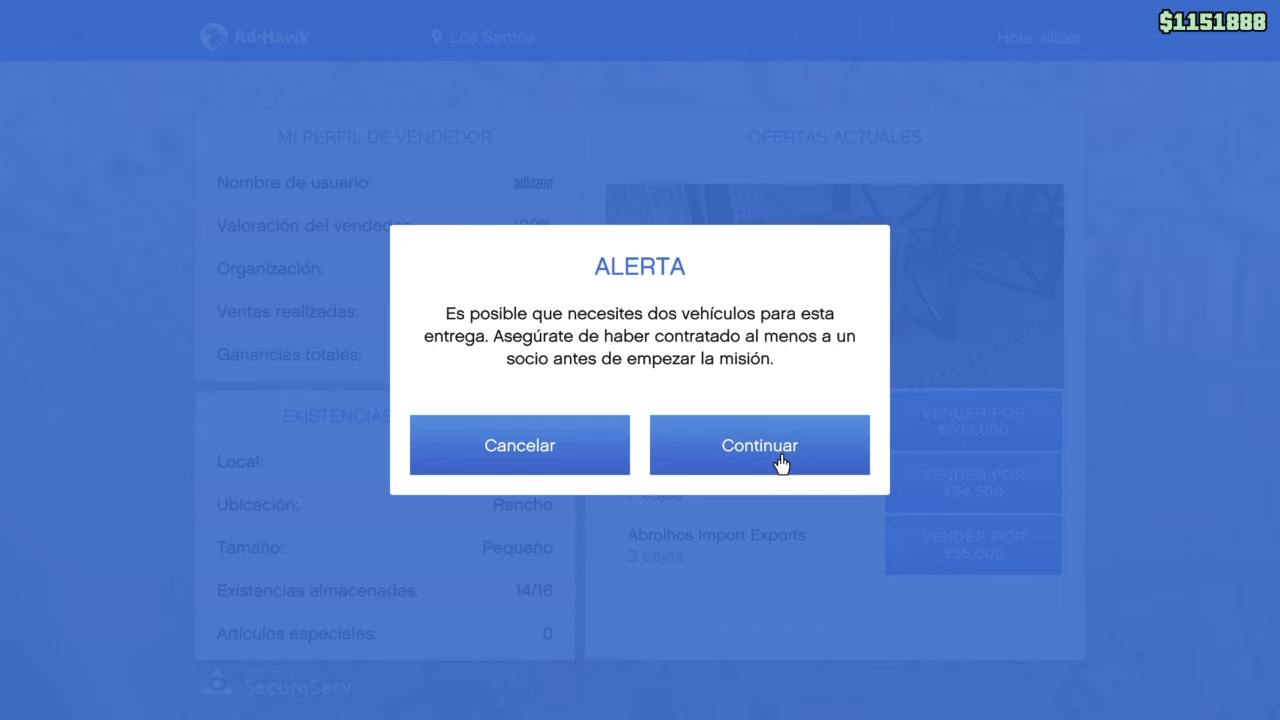 $1151888
Ad-Hawk
Los Santos
Hola, adlozon
MI PERFIL DE VENDEDOR
OFERTAS ACTUALES
Nombre de usuario:
adlozon
Valoración del vendedor
100%
Organización:
Ventas realizadas:
Ganancias totales:
ALERTA
Es posible que necesites dos vehículos para esta
entrega. Asegúrate de haber contratado al menos a un
socio antes de empezar la misión.
Cancelar
Continuar
EXISTENCIAS
Local:
Ubicación:
Rancho
Tamaño:
Pequeño
Existencias almacenadas:
14/16
Artículos especiales:
0
VENDER POR
$203,000
VENDER POR
$94,500
cajas
Abrolhos Import Exports
3 cajas
VENDER POR
$36,000
SecuroServ